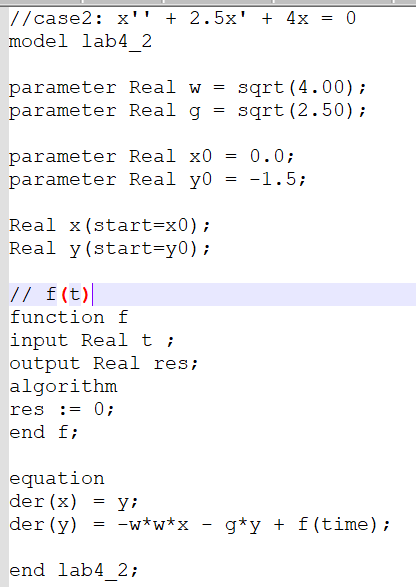 //case2: x'' + 2.5x' + 4x = 0
model lab4_2
parameter Real w = sqrt(4.00);
parameter Real g = sqrt(2.50);
parameter Real x0 = 0.0;
parameter Real y0 = -1.5;
Real x(start=x0);
Real y(start=y0);
// f(t)
function f
input Real t ;
output Real res;
algorithm
res := 0;
end f;
equation
der(x) = y;
der(y) = -w*w*x - g*y + f(time);
end lab4_2;